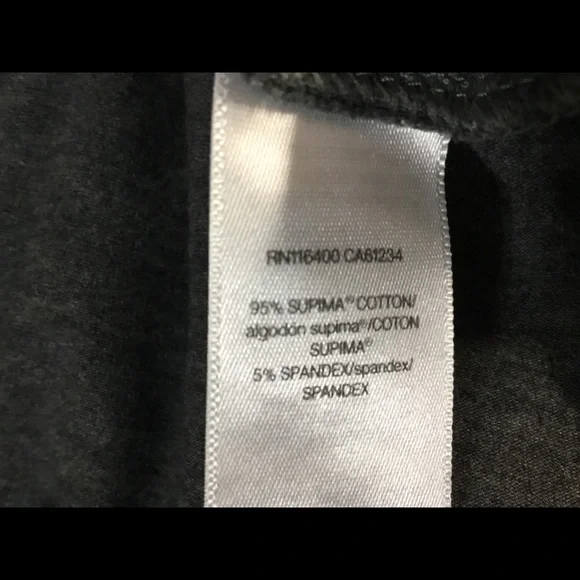 RN116400 CA61234
95% SUPIMA® COTTON/
algodón supima®/COTON
SUPIMA®
5% SPANDEX/spandex/
SPANDEX